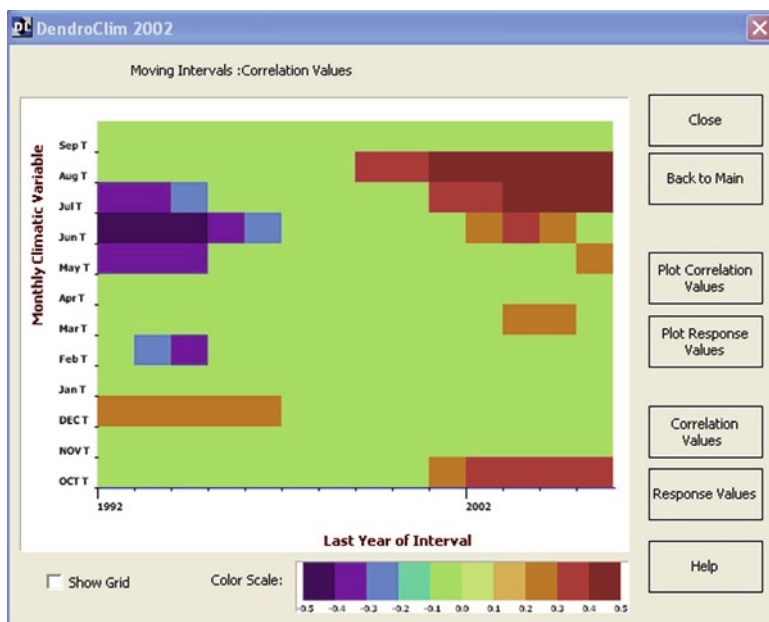 DendroClim 2002
Moving Intervals :Correlation Values
Monthly Climatic Variable
Sep T
Aug T
Jul T
Jun T
May T
Apr T
Mar T
Feb T
Jan T
DEC T
NOV T
OCT T
1992
2002
Last Year of Interval
Show Grid
Color Scale:
-0.5 -0.4 -0.3 -0.2 -0.1 0.0 0.1 0.2 0.3 0.4 0.5
Close
Back to Main
Plot Correlation
Values
Plot Response
Values
Correlation
Values
Response Values
Help